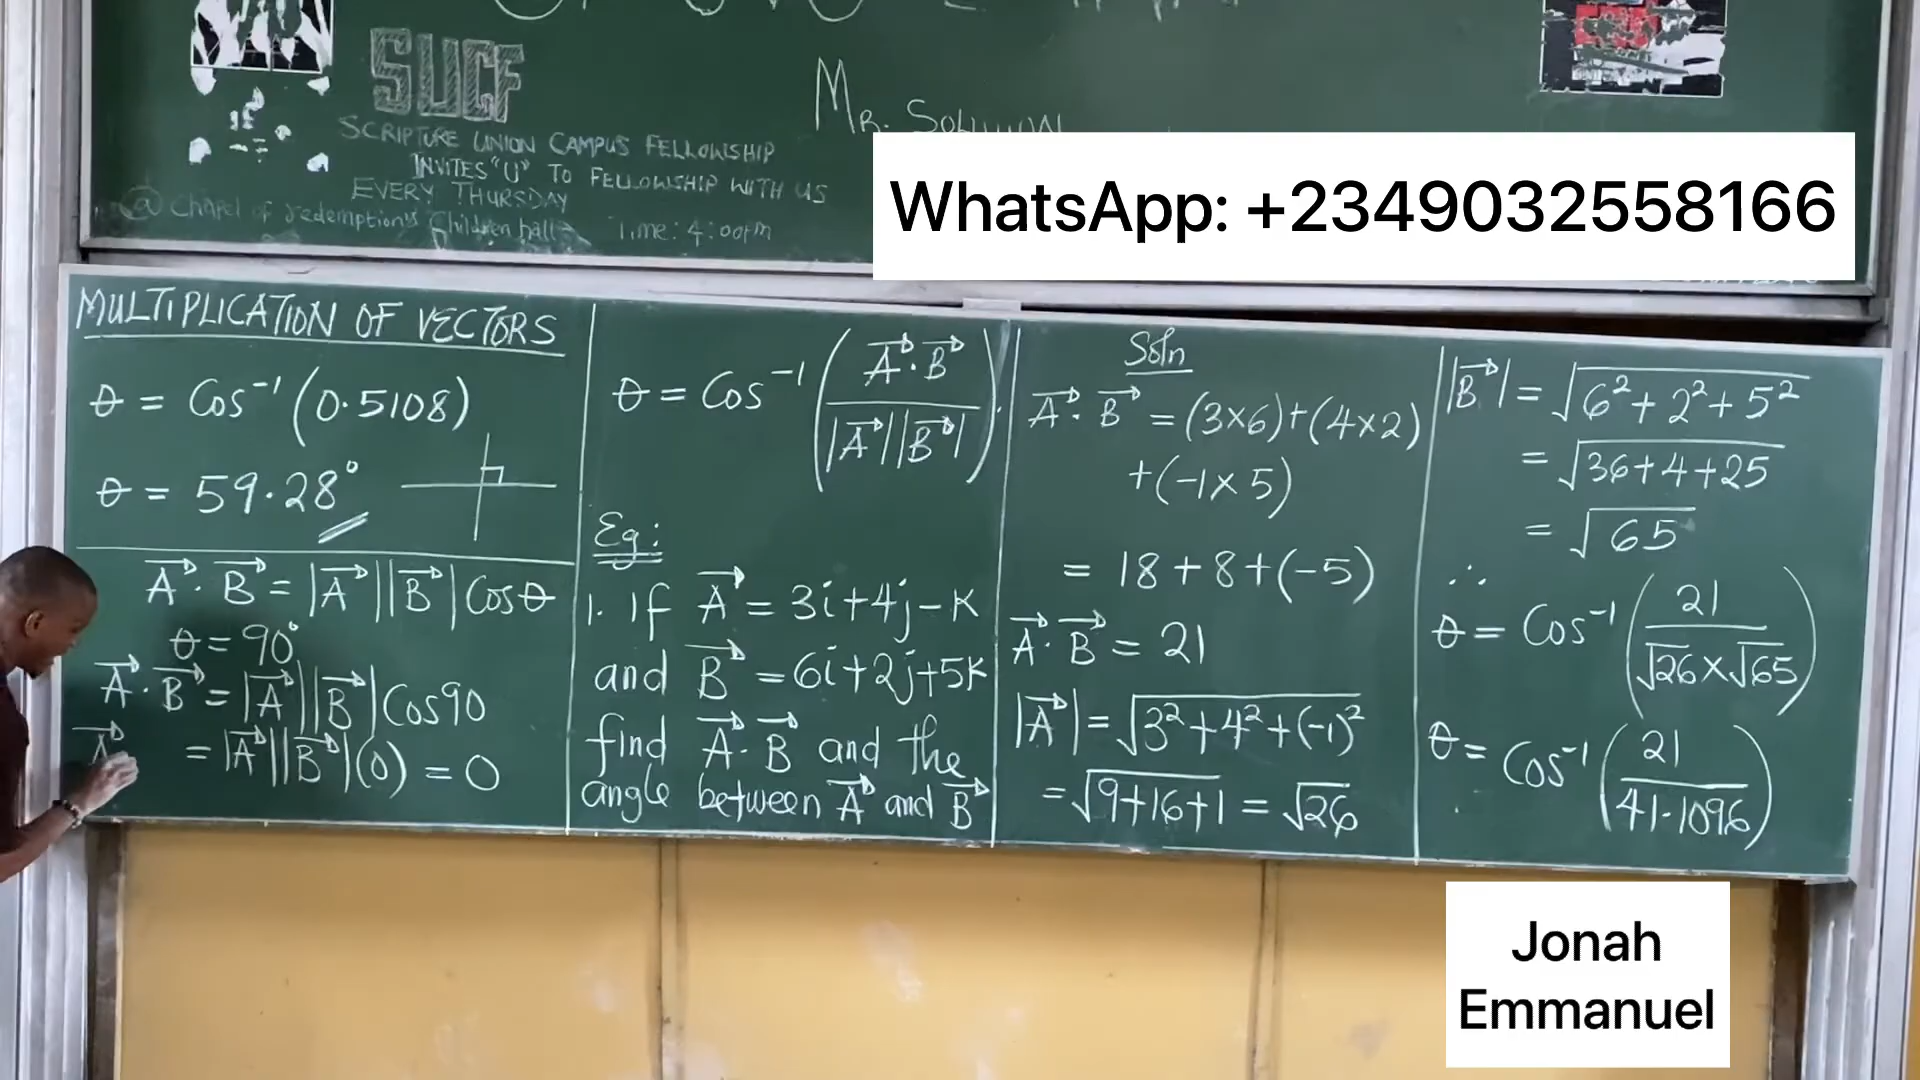 SUCF
SCRIPTURE UNION CAMPUS FELLOWSHIP
INVITES "U" TO FELLOWSHIP WITH US
EVERY THURSDAY
@ Chapel of redemption's Children hall Time: 4:00pm
MR. SOLUTION
WhatsApp: +2349032558166
MULTIPLICATION OF VECTORS
θ = Cos⁻¹(0.5108)
θ = 59.28°
A⃗ · B⃗ = |A⃗||B⃗|Cosθ
θ = 90°
A⃗ · B⃗ = |A⃗||B⃗|Cos90
A⃗ = |A⃗||B⃗|(0) = 0
θ = Cos⁻¹(A⃗·B⃗ / |A⃗||B⃗|).
Eg:
1. If A⃗ = 3i+4j-K
and B⃗ = 6i+2j+5K
find A⃗·B⃗ and the
angle between A⃗ and B⃗
Soln
A⃗·B⃗ = (3×6)+(4×2)
+(-1×5)
= 18+8+(-5)
A⃗·B⃗ = 21
|A⃗| = √(3²+4²+(-1)²)
= √(9+16+1) = √26
|B⃗| = √(6²+2²+5²)
= √(36+4+25)
= √65
∴
θ = Cos⁻¹(21 / √26×√65)
θ = Cos⁻¹(21 / 41.1096)
Jonah
Emmanuel